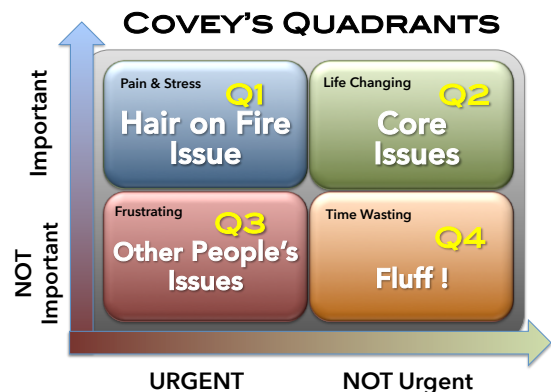 COVEY'S QUADRANTS
Important
Pain & Stress
Q1
Hair on Fire
Issue
Life Changing
Q2
Core
Issues
NOT
Important
Frustrating
Q3
Other People's
Issues
Time Wasting
Q4
Fluff !
URGENT
NOT Urgent